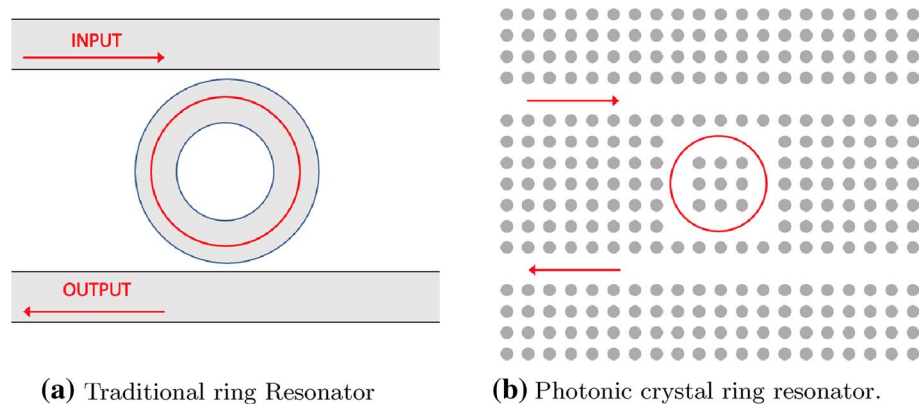 INPUT
OUTPUT
(a) Traditional ring Resonator
(b) Photonic crystal ring resonator.